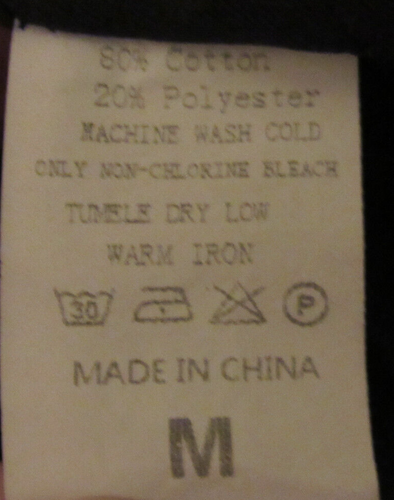 80% Cotton
20% Polyester
MACHINE WASH COLD
ONLY NON-CHLORINE BLEACH
TUMBLE DRY LOW
WARM IRON
30 P
MADE IN CHINA
M